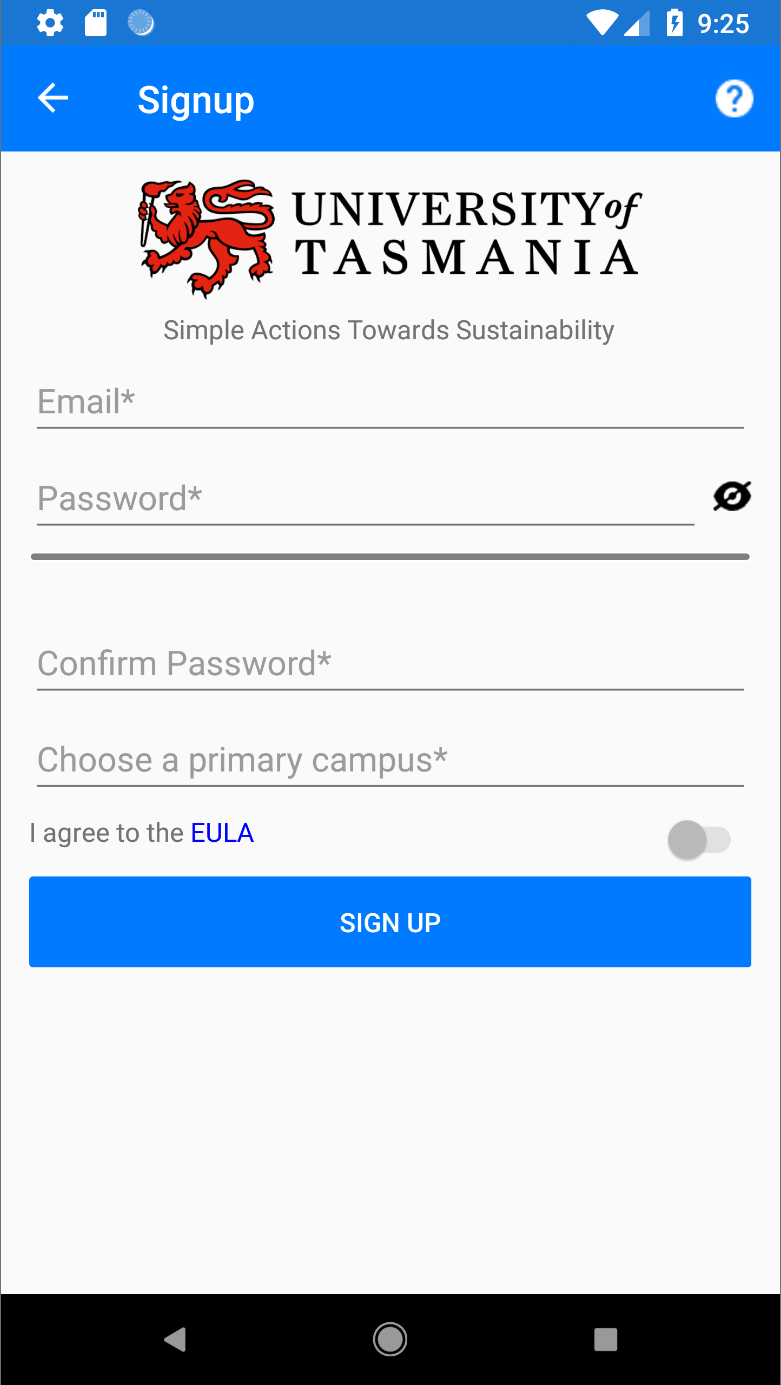 9:25
Signup
UNIVERSITY of
TASMANIA
Simple Actions Towards Sustainability
Email*
Password*
Confirm Password*
Choose a primary campus*
I agree to the EULA
SIGN UP